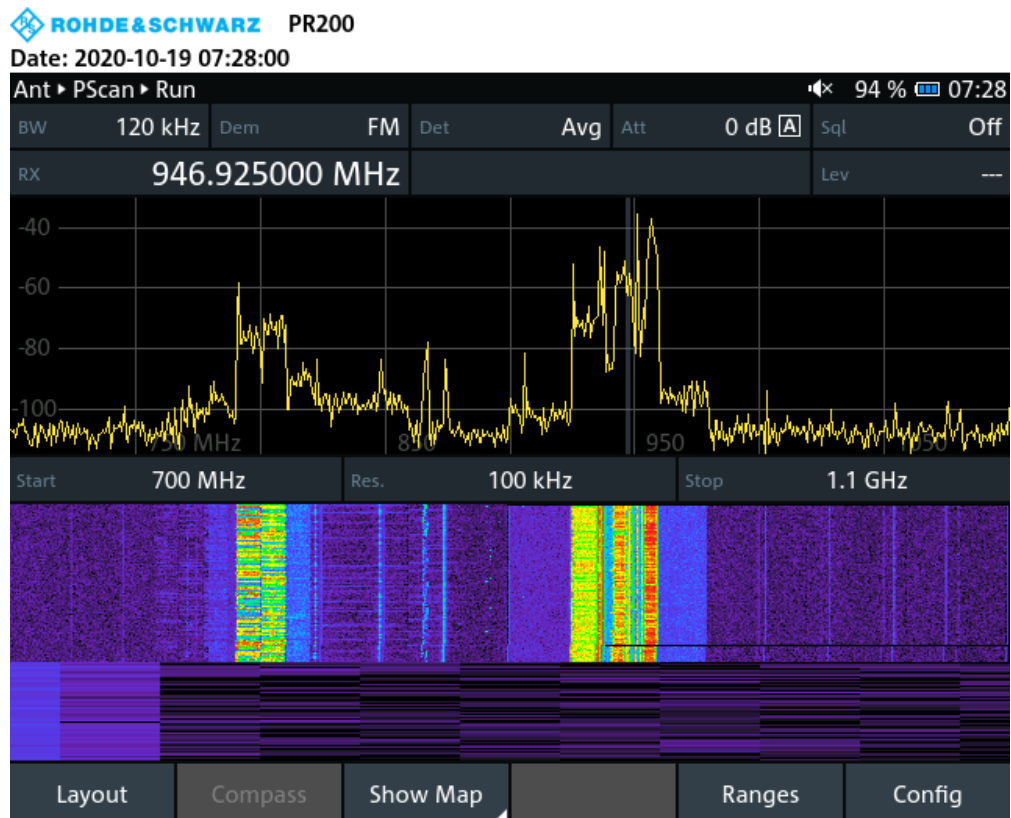 ROHDE&SCHWARZ PR200
Date: 2020-10-19 07:28:00
Ant ▸ PScan ▸ Run 94 % 07:28
BW 120 kHz Dem FM Det Avg Att 0 dB A Sql Off
RX 946.925000 MHz Lev ---
-40
-60
-80
-100
750 MHz 850 950 1050
Start 700 MHz Res. 100 kHz Stop 1.1 GHz
Layout Compass Show Map Ranges Config